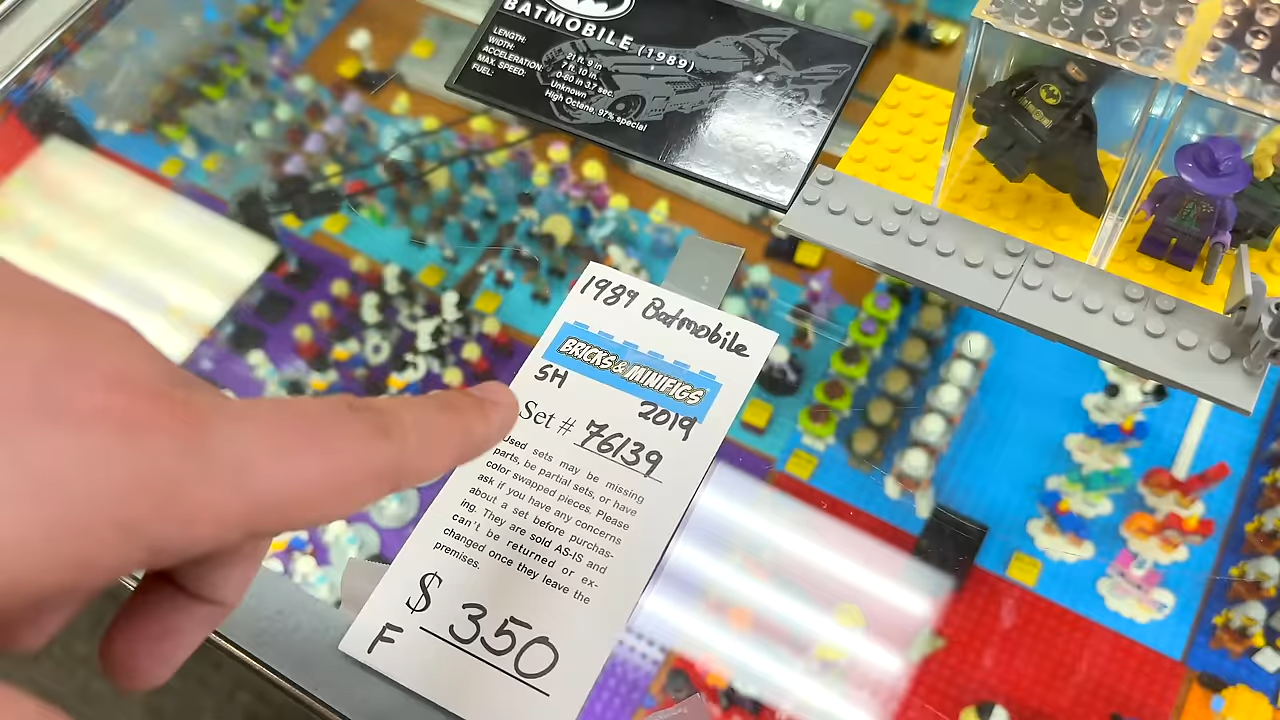 BATMOBILE (1989)
LENGTH: 21 ft. 9 in
WIDTH: 7 ft. 10 in.
ACCELERATION: 0-60 in 3.7 sec.
MAX. SPEED: Unknown
FUEL: High Octane, 97% special
1989 Batmobile
BRICKS & MINIFIGS
SH 2019
Set # 76139
Used sets may be missing
parts, be partial sets, or have
color swapped pieces. Please
ask if you have any concerns
about a set before purchas-
ing. They are sold AS-IS and
can't be returned or ex-
changed once they leave the
premises.
$ 350
F